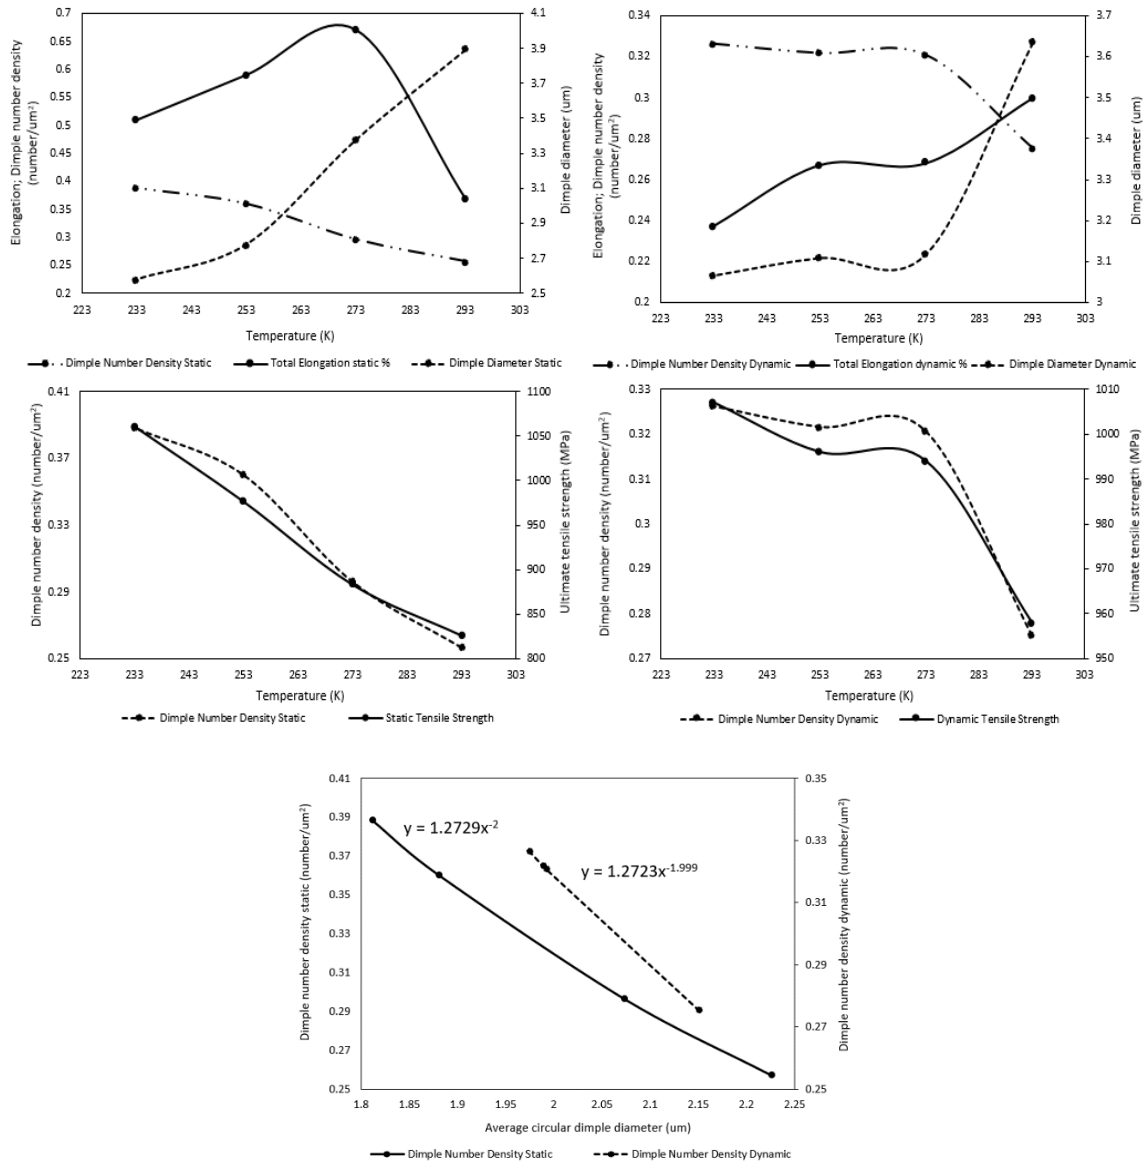 Elongation; Dimple number density
(number/um²)
0.7
0.65
0.6
0.55
0.5
0.45
0.4
0.35
0.3
0.25
0.2
4.1
3.9
3.7
3.5
3.3
3.1
2.9
2.7
2.5
Dimple diameter (um)
223 233 243 253 263 273 283 293 303
Temperature (K)
Dimple Number Density Static Total Elongation static % Dimple Diameter Static
Elongation; Dimple number density
(number/um²)
0.34
0.32
0.3
0.28
0.26
0.24
0.22
0.2
3.7
3.6
3.5
3.4
3.3
3.2
3.1
3
Dimple diameter (um)
223 233 243 253 263 273 283 293 303
Temperature (K)
Dimple Number Density Dynamic Total Elongation dynamic % Dimple Diameter Dynamic
Dimple number density (number/um²)
0.41
0.37
0.33
0.29
0.25
1100
1050
1000
950
900
850
800
Ultimate tensile strength (MPa)
223 233 243 253 263 273 283 293 303
Temperature (K)
Dimple Number Density Static Static Tensile Strength
Dimple number density (number/um²)
0.33
0.32
0.31
0.3
0.29
0.28
0.27
1010
1000
990
980
970
960
950
Ultimate tensile strength (MPa)
223 233 243 253 263 273 283 293 303
Temperature (K)
Dimple Number Density Dynamic Dynamic Tensile Strength
Dimple number density static (number/um²)
0.41
0.39
0.37
0.35
0.33
0.31
0.29
0.27
0.25
y = 1.2729x⁻²
y = 1.2723x⁻¹·⁹⁹⁹
0.35
0.33
0.31
0.29
0.27
0.25
Dimple number density dynamic (number/um²)
1.8 1.85 1.9 1.95 2 2.05 2.1 2.15 2.2 2.25
Average circular dimple diameter (um)
Dimple Number Density Static Dimple Number Density Dynamic